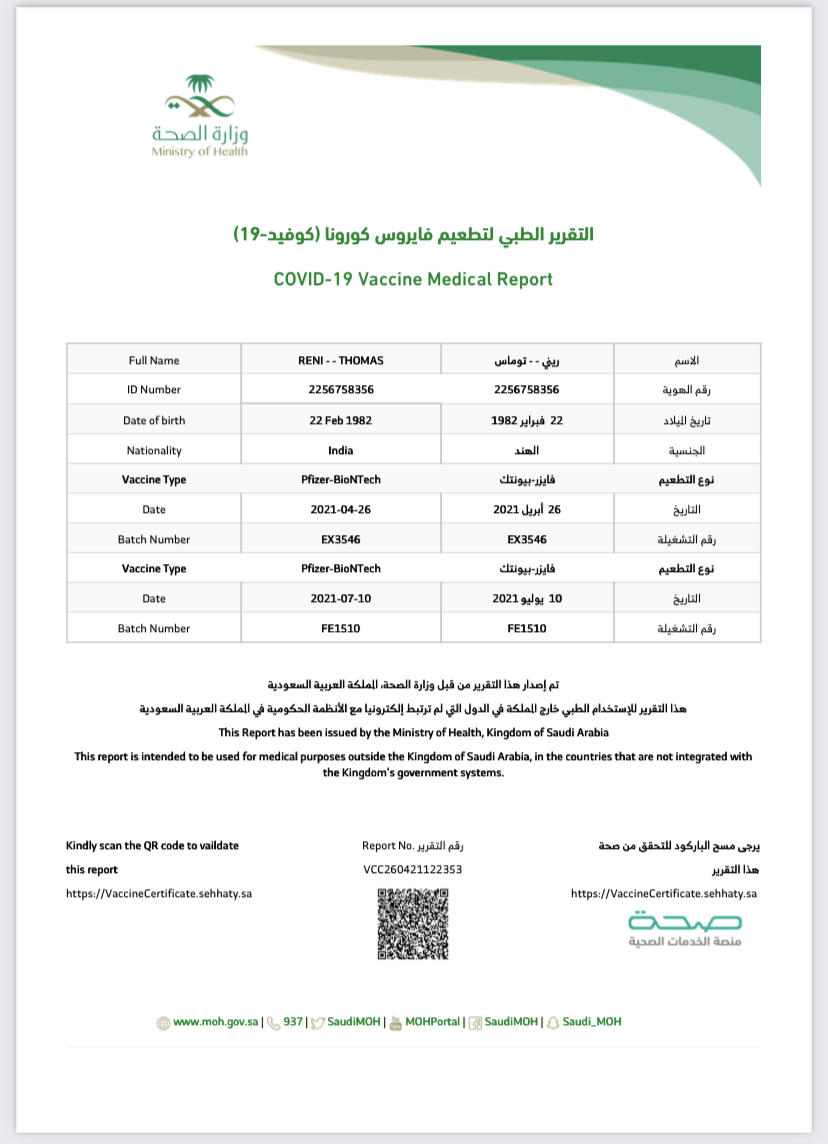 وزارة الصحة
Ministry of Health
التقرير الطبي لتطعيم فايروس كورونا (كوفيد-19)
COVID-19 Vaccine Medical Report
Full Name RENI - - THOMAS ريني - - توماس الاسم
ID Number 2256758356 2256758356 رقم الهوية
Date of birth 22 Feb 1982 22 فبراير 1982 تاريخ الميلاد
Nationality India الهند الجنسية
Vaccine Type Pfizer-BioNTech فايزر-بيونتك نوع التطعيم
Date 2021-04-26 26 أبريل 2021 التاريخ
Batch Number EX3546 EX3546 رقم التشغيلة
Vaccine Type Pfizer-BioNTech فايزر-بيونتك نوع التطعيم
Date 2021-07-10 10 يوليو 2021 التاريخ
Batch Number FE1510 FE1510 رقم التشغيلة
تم إصدار هذا التقرير من قبل وزارة الصحة، المملكة العربية السعودية
هذا التقرير للإستخدام الطبي خارج المملكة في الدول التي لم ترتبط إلكترونيا مع الأنظمة الحكومية في المملكة العربية السعودية
This Report has been issued by the Ministry of Health, Kingdom of Saudi Arabia
This report is intended to be used for medical purposes outside the Kingdom of Saudi Arabia, in the countries that are not integrated with
the Kingdom's government systems.
Kindly scan the QR code to vaildate Report No. رقم التقرير يرجى مسح الباركود للتحقق من صحة
this report VCC260421122353 هذا التقرير
https://VaccineCertificate.sehhaty.sa https://VaccineCertificate.sehhaty.sa
صحة
منصة الخدمات الصحية
www.moh.gov.sa | 937 | SaudiMOH | MOHPortal | SaudiMOH | Saudi_MOH